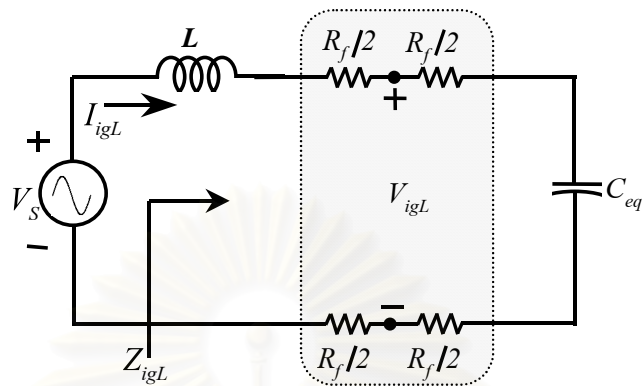 L
R_f/2 R_f/2
I_igL
+
+
V_S
V_igL
C_eq
−
−
Z_igL
R_f/2 R_f/2